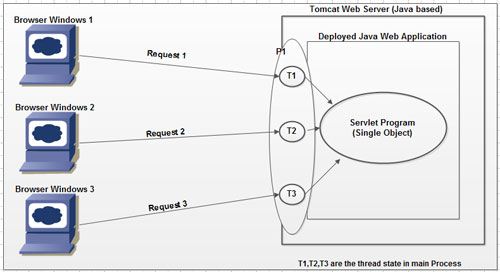 Tomcat Web Server (Java based)
Browser Windows 1
Deployed Java Web Application
Request 1
P1
T1
Browser Windows 2
Request 2
T2
Servlet Program
(Single Object)
Browser Windows 3
Request 3
T3
T1,T2,T3 are the thread state in main Process